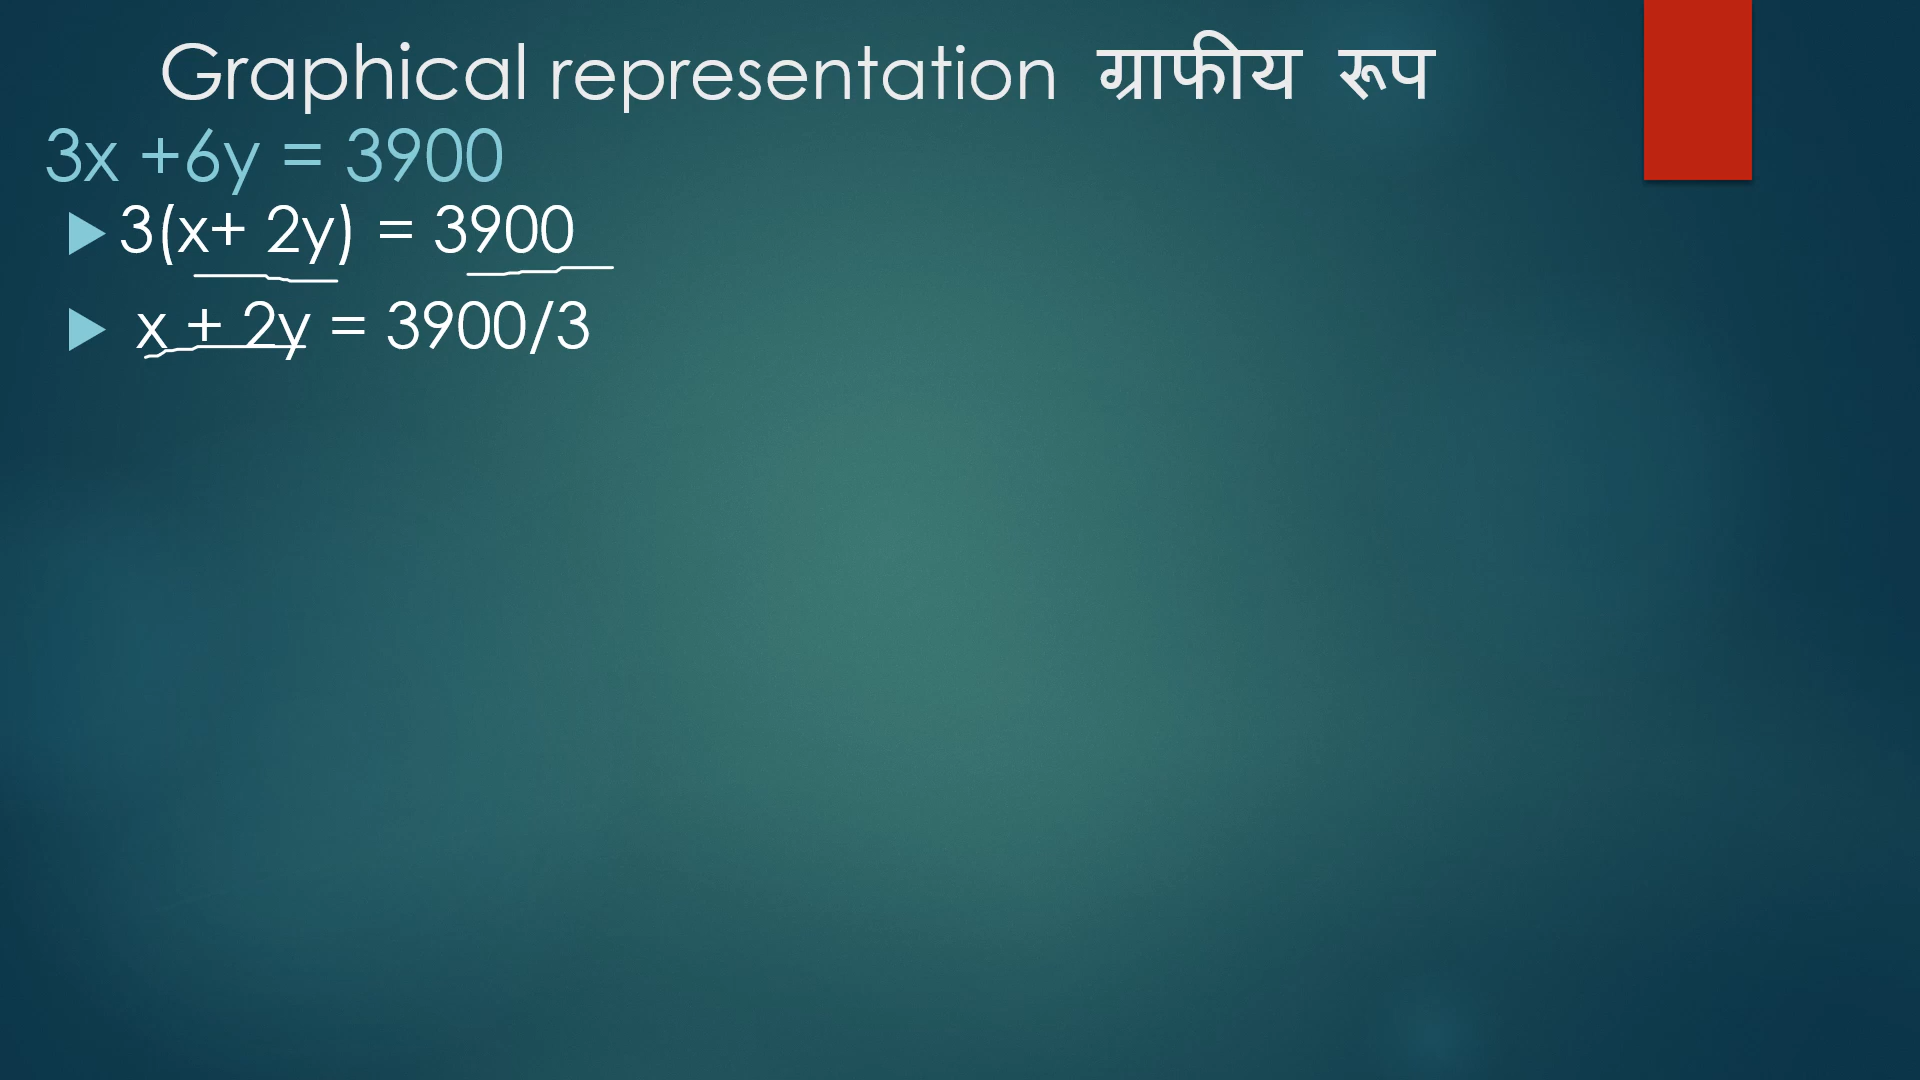 Graphical representation ग्राफीय रूप
3x +6y = 3900
3(x+ 2y) = 3900
x + 2y = 3900/3